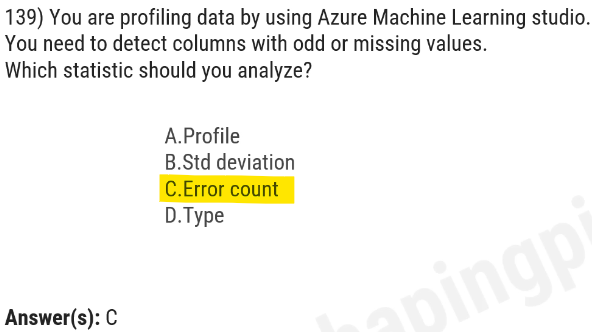 139) You are profiling data by using Azure Machine Learning studio.
You need to detect columns with odd or missing values.
Which statistic should you analyze?
A.Profile
B.Std deviation
C.Error count
D.Type
Answer(s): C